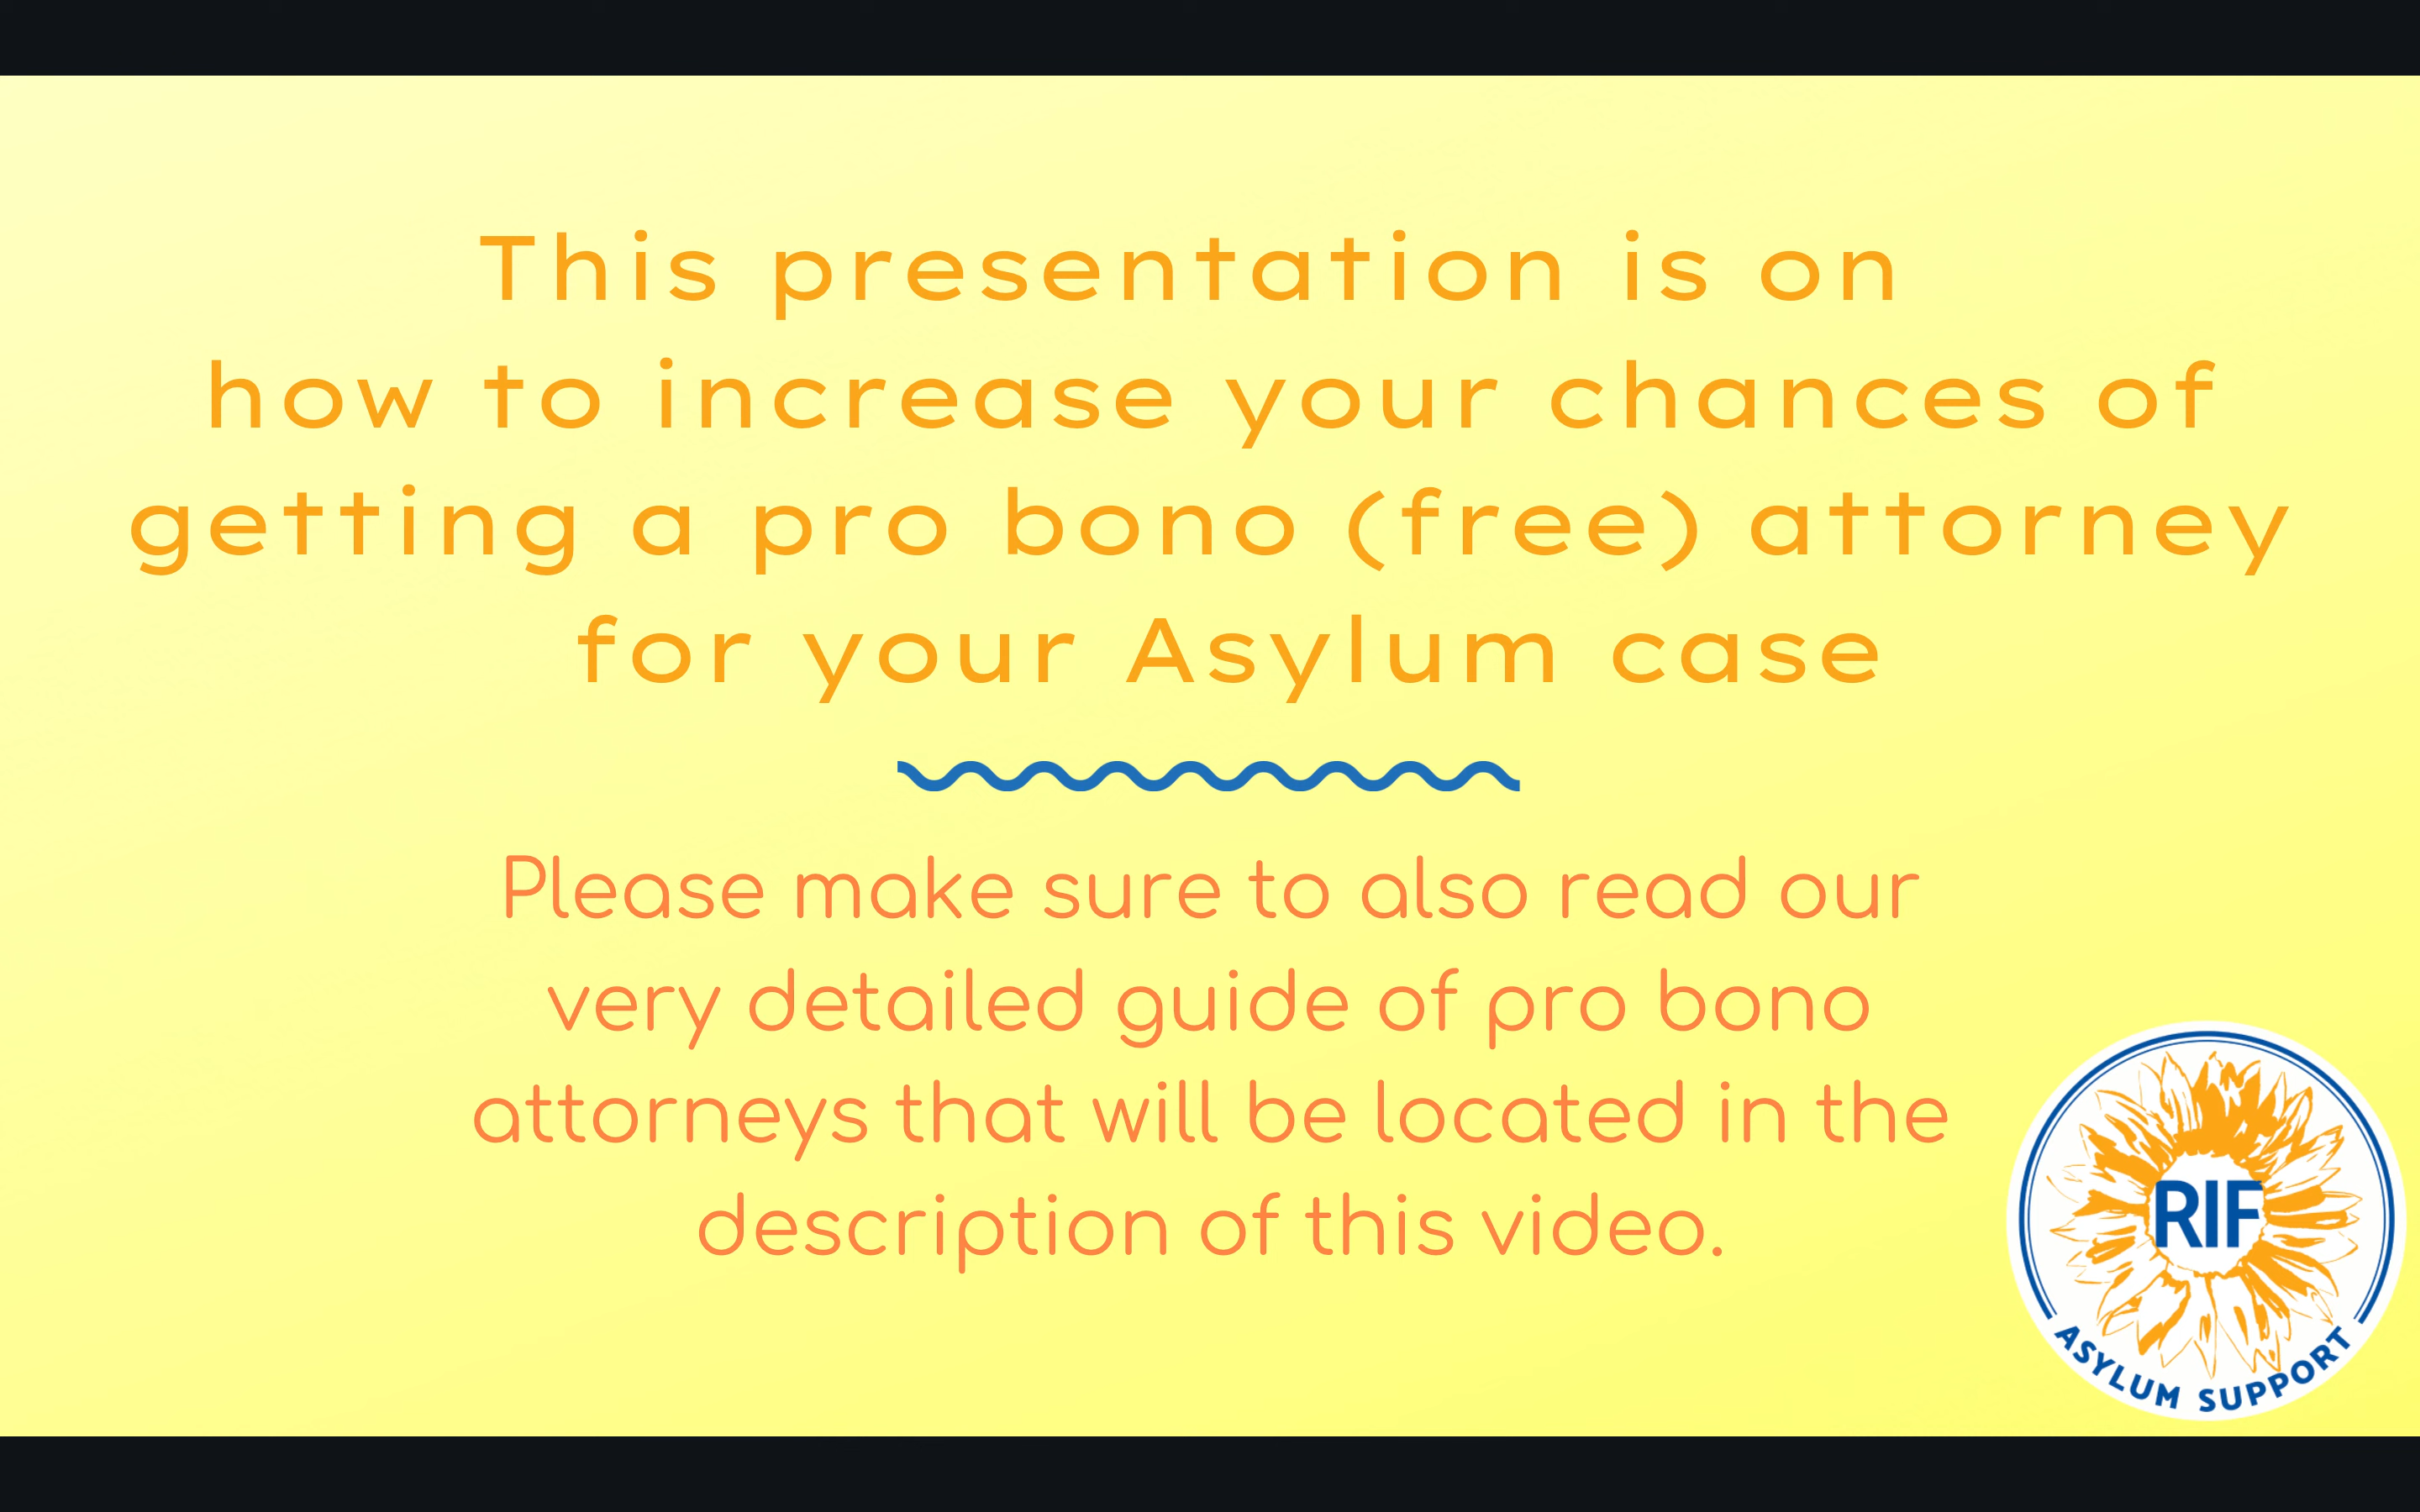 This presentation is on
how to increase your chances of
getting a pro bono (free) attorney
for your Asylum case
Please make sure to also read our
very detailed guide of pro bono
attorneys that will be located in the
description of this video.
RIF
ASYLUM SUPPORT